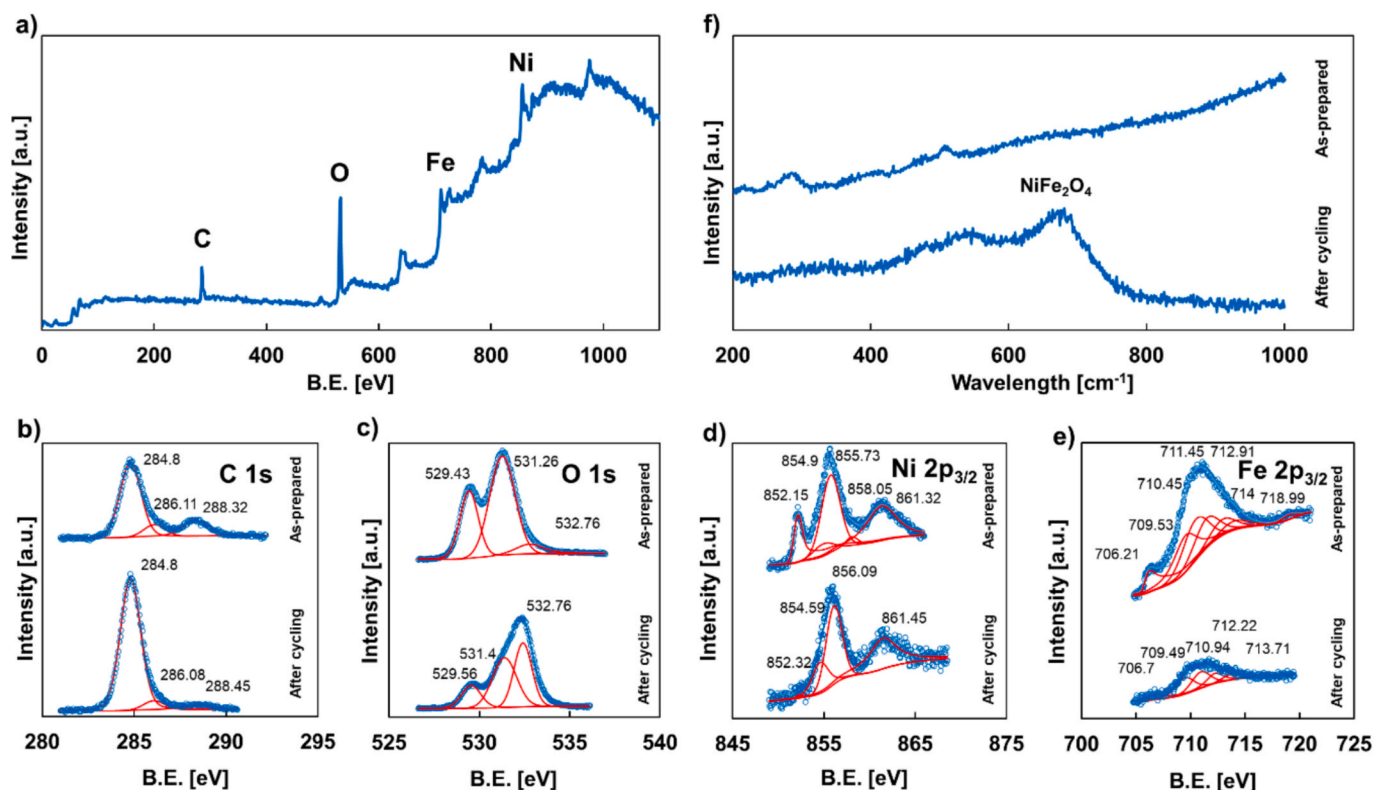 a)
Intensity [a.u.]
C
O
Fe
Ni
0 200 400 600 800 1000
B.E. [eV]
f)
Intensity [a.u.]
As-prepared
NiFe2O4
After cycling
200 400 600 800 1000
Wavelength [cm-1]
b)
Intensity [a.u.]
C 1s
284.8
286.11
288.32
As-prepared
284.8
286.08
288.45
After cycling
280 285 290 295
B.E. [eV]
c)
Intensity [a.u.]
O 1s
529.43
531.26
532.76
As-prepared
532.76
531.4
529.56
After cycling
525 530 535 540
B.E. [eV]
d)
Intensity [a.u.]
Ni 2p3/2
854.9
855.73
852.15
858.05
861.32
As-prepared
856.09
854.59
861.45
852.32
After cycling
845 855 865 875
B.E. [eV]
e)
Intensity [a.u.]
Fe 2p3/2
711.45
712.91
710.45
714
718.99
709.53
706.21
As-prepared
712.22
709.49
710.94
713.71
706.7
After cycling
700 705 710 715 720 725
B.E. [eV]